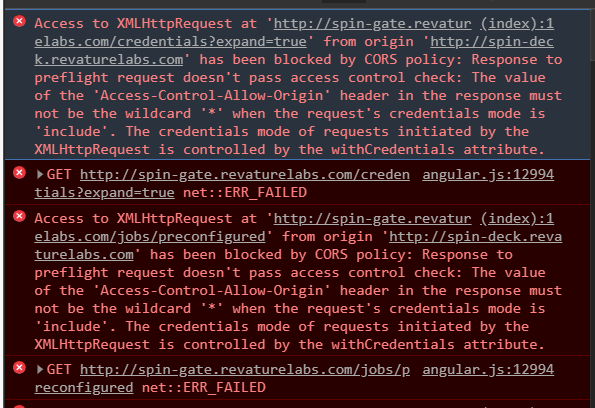 Access to XMLHttpRequest at 'http://spin-gate.revatur (index):1
elabs.com/credentials?expand=true' from origin 'http://spin-dec
k.revaturelabs.com' has been blocked by CORS policy: Response to
preflight request doesn't pass access control check: The value
of the 'Access-Control-Allow-Origin' header in the response must
not be the wildcard '*' when the request's credentials mode is
'include'. The credentials mode of requests initiated by the
XMLHttpRequest is controlled by the withCredentials attribute.
GET http://spin-gate.revaturelabs.com/creden angular.js:12994
tials?expand=true net::ERR_FAILED
Access to XMLHttpRequest at 'http://spin-gate.revatur (index):1
elabs.com/jobs/preconfigured' from origin 'http://spin-deck.reva
turelabs.com' has been blocked by CORS policy: Response to
preflight request doesn't pass access control check: The value
of the 'Access-Control-Allow-Origin' header in the response must
not be the wildcard '*' when the request's credentials mode is
'include'. The credentials mode of requests initiated by the
XMLHttpRequest is controlled by the withCredentials attribute.
GET http://spin-gate.revaturelabs.com/jobs/p angular.js:12994
reconfigured net::ERR_FAILED